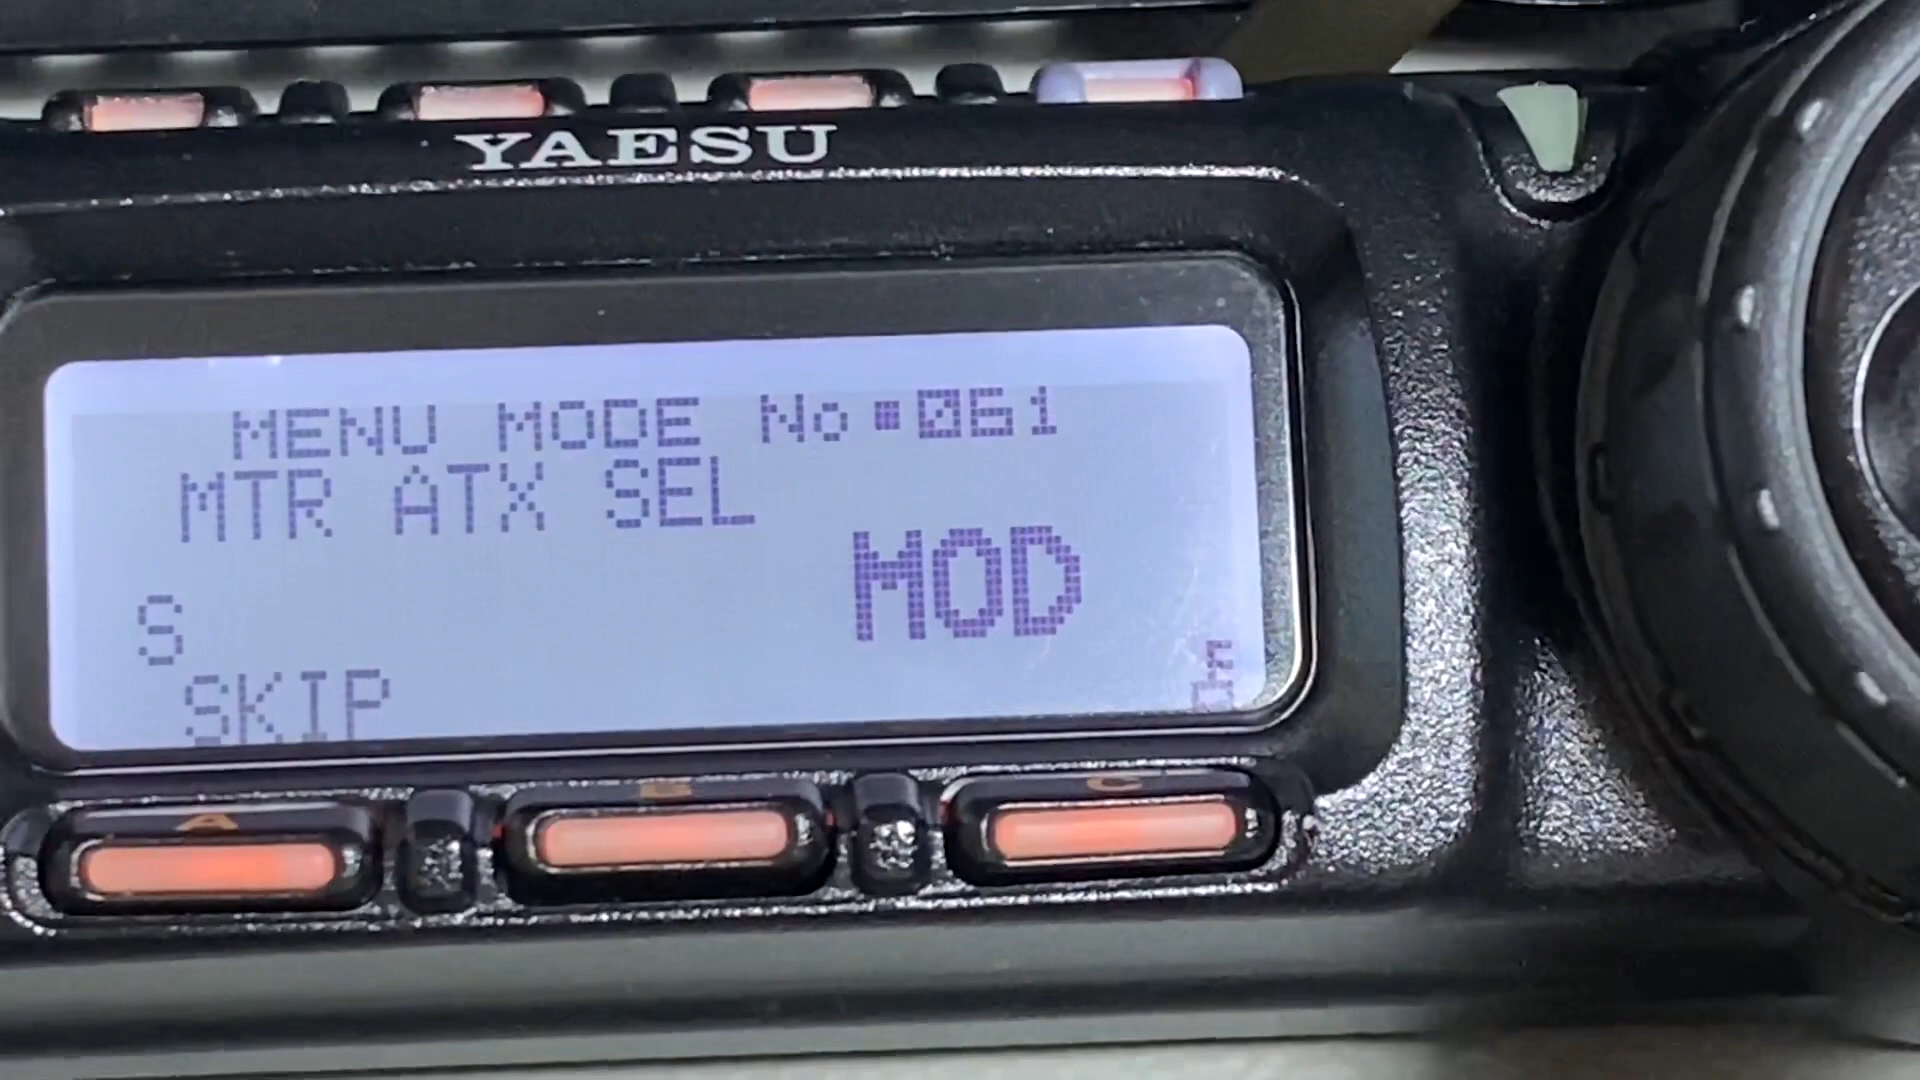 YAESU
MENU MODE No.061
MTR ATX SEL
MOD
S
SKIP
A B C